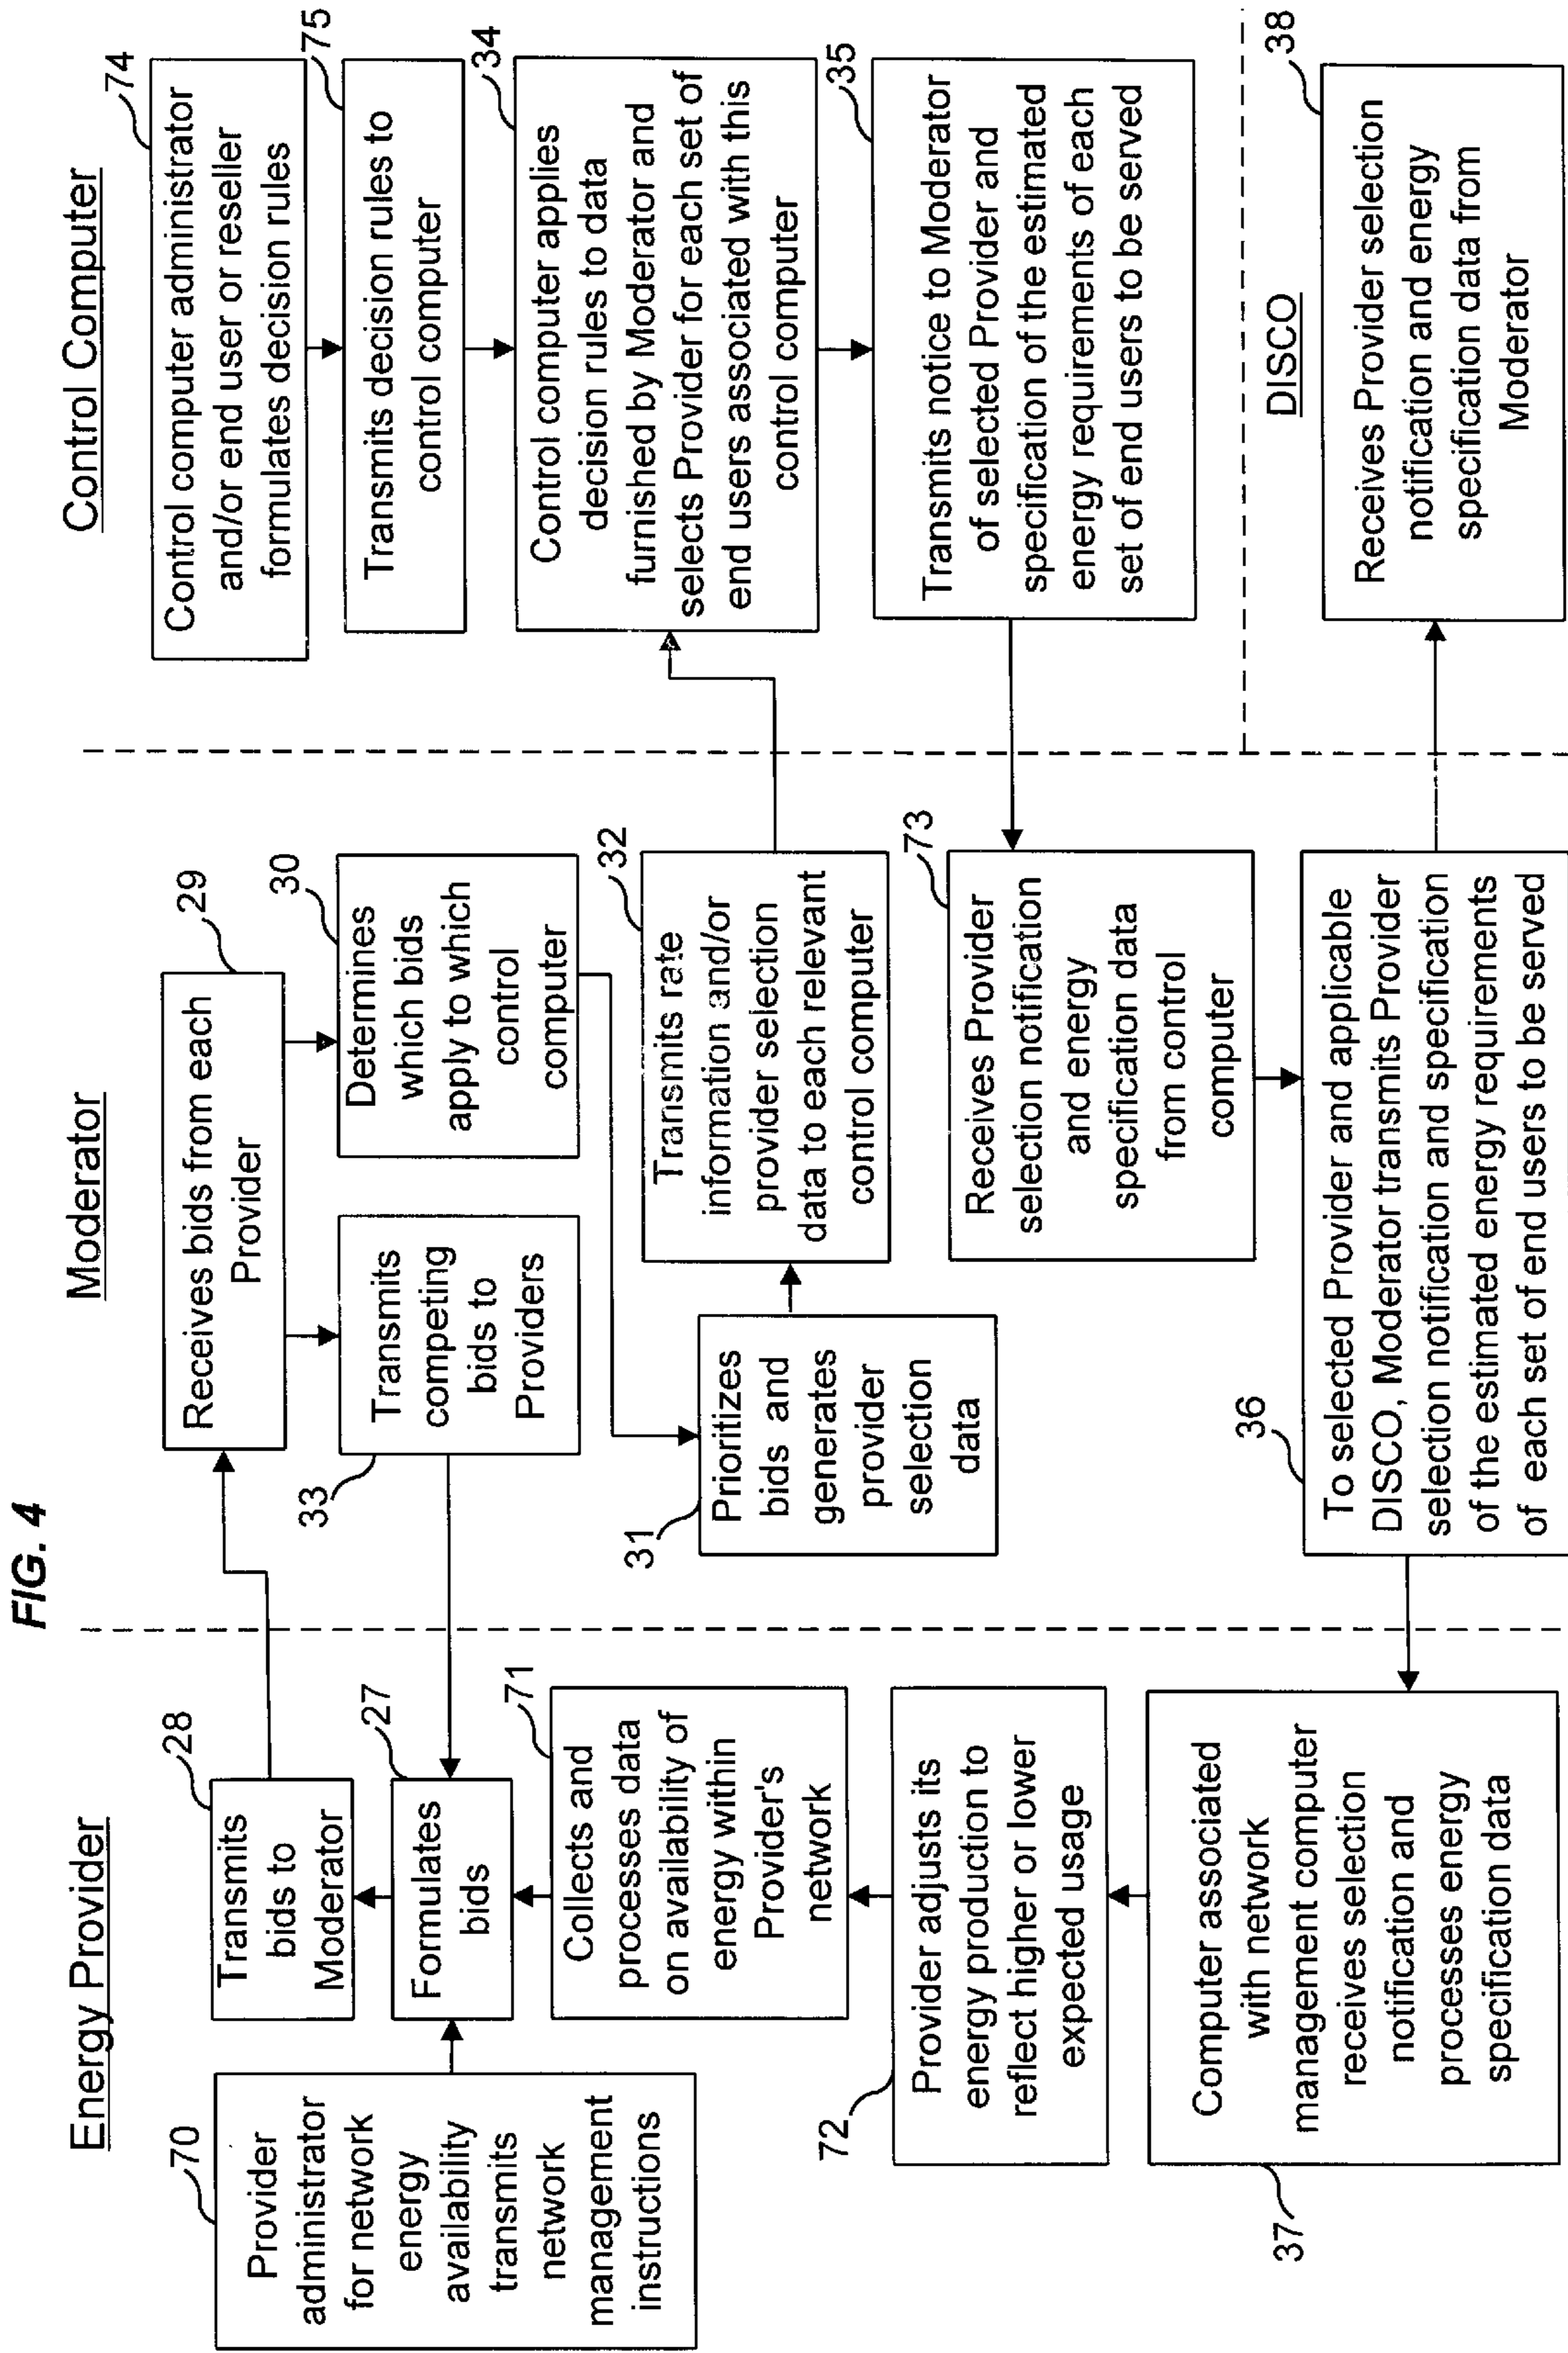 FIG. 4
Energy Provider
70
Provider
administrator
for network
energy
availability
transmits
network
management
instructions
28
Transmits
bids to
Moderator
27
Formulates
bids
71
Collects and
processes data
on availability of
energy within
Provider's
network
72
Provider adjusts its
energy production to
reflect higher or lower
expected usage
37
Computer associated
with network
management computer
receives selection
notification and
processes energy
specification data
Moderator
29
Receives bids from each
Provider
33
Transmits
competing
bids to
Providers
30
Determines
which bids
apply to which
control
computer
31
Prioritizes
bids and
generates
provider
selection
data
32
Transmits rate
information and/or
provider selection
data to each relevant
control computer
73
Receives Provider
selection notification
and energy
specification data
from control
computer
36
To selected Provider and applicable
DISCO, Moderator transmits Provider
selection notification and specification
of the estimated energy requirements
of each set of end users to be served
Control Computer
74
Control computer administrator
and/or end user or reseller
formulates decision rules
75
Transmits decision rules to
control computer
34
Control computer applies
decision rules to data
furnished by Moderator and
selects Provider for each set of
end users associated with this
control computer
35
Transmits notice to Moderator
of selected Provider and
specification of the estimated
energy requirements of each
set of end users to be served
DISCO
38
Receives Provider selection
notification and energy
specification data from
Moderator